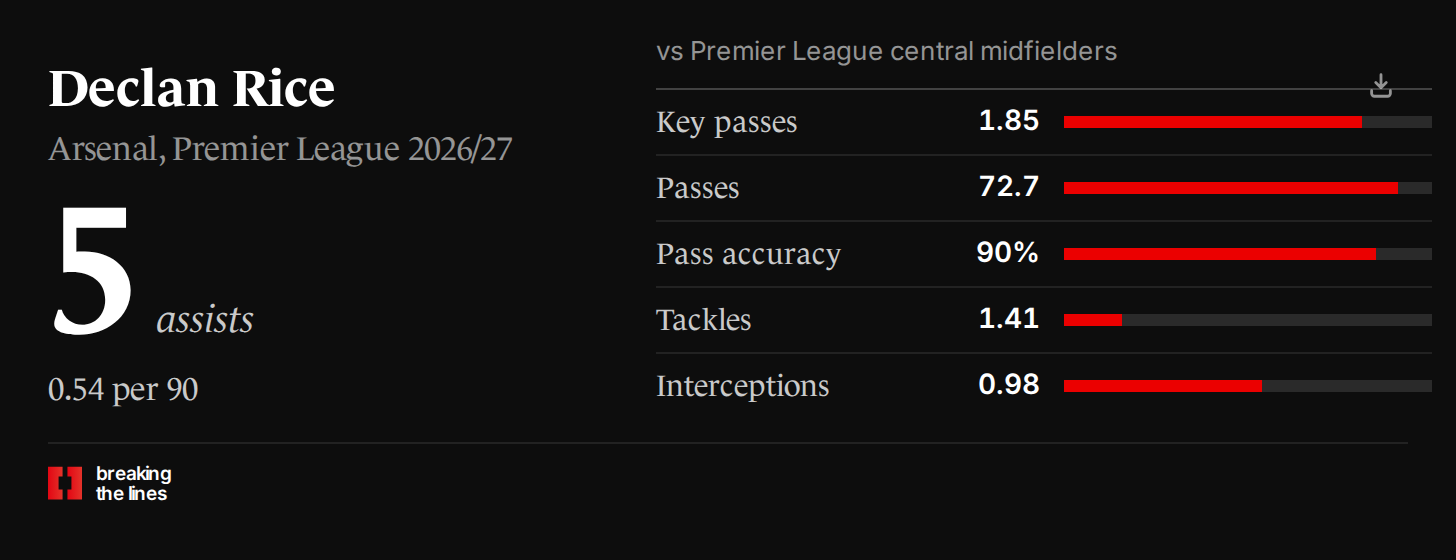 Declan Rice
Arsenal, Premier League 2026/27
5 assists
0.54 per 90
vs Premier League central midfielders
Key passes 1.85
Passes 72.7
Pass accuracy 90%
Tackles 1.41
Interceptions 0.98
breaking
the lines